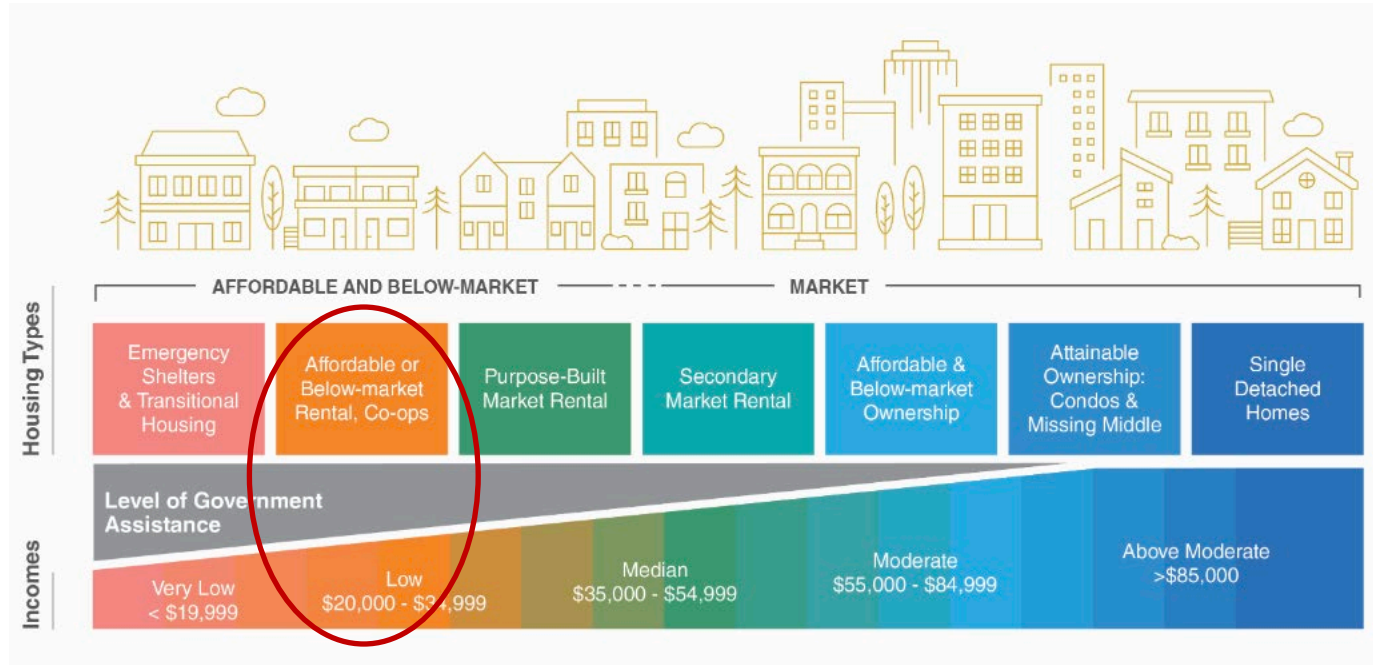 AFFORDABLE AND BELOW-MARKET
MARKET
Housing Types
Emergency
Shelters
& Transitional
Housing
Affordable or
Below-market
Rental, Co-ops
Purpose-Built
Market Rental
Secondary
Market Rental
Affordable &
Below-market
Ownership
Attainable
Ownership:
Condos &
Missing Middle
Single
Detached
Homes
Level of Government
Assistance
Incomes
Very Low
< $19,999
Low
$20,000 - $34,999
Median
$35,000 - $54,999
Moderate
$55,000 - $84,999
Above Moderate
>$85,000